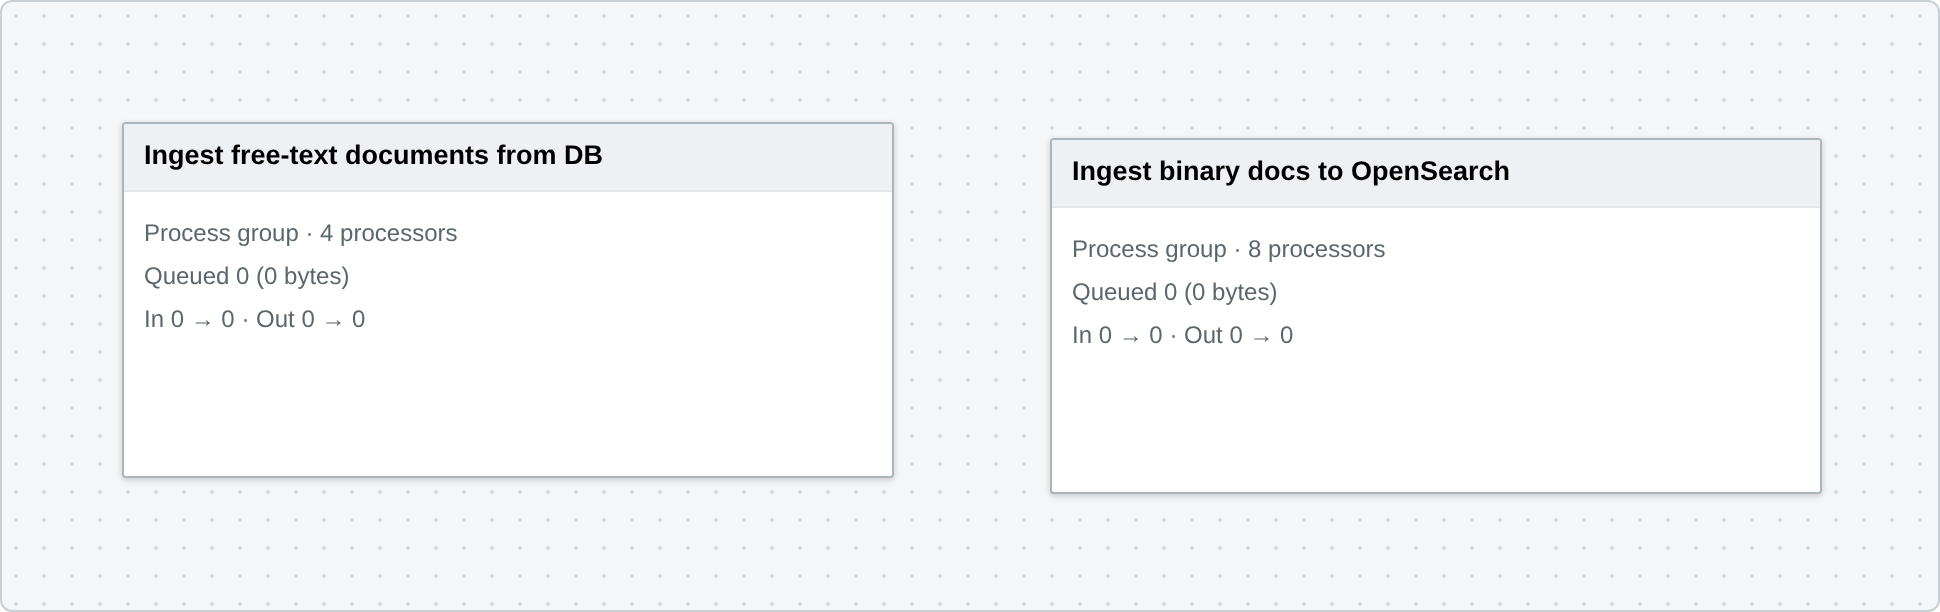 Ingest free-text documents from DB
Process group · 4 processors
Queued 0 (0 bytes)
In 0 → 0 · Out 0 → 0
Ingest binary docs to OpenSearch
Process group · 8 processors
Queued 0 (0 bytes)
In 0 → 0 · Out 0 → 0